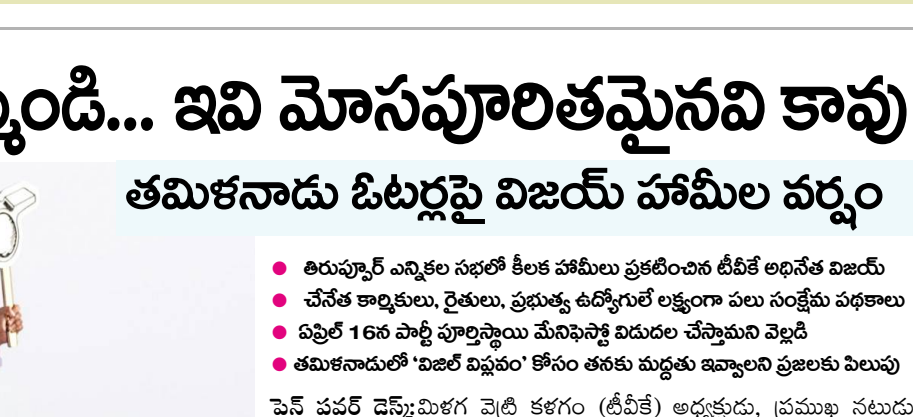 నమ్మండి... ఇవి మోసపూరితమైనవి కావు
తమిళనాడు ఓటర్లపై విజయ్ హామీల వర్షం
● తిరుప్పూర్ ఎన్నికల సభలో కీలక హామీలు ప్రకటించిన టీవీకే అధినేత విజయ్
● చేనేత కార్మికులు, రైతులు, ప్రభుత్వ ఉద్యోగులే లక్ష్యంగా పలు సంక్షేమ పథకాలు
● ఏప్రిల్ 16న పార్టీ పూర్తిస్థాయి మేనిఫెస్టో విడుదల చేస్తామని వెల్లడి
● తమిళనాడులో 'విజిల్ విప్లవం' కోసం తనకు మద్దతు ఇవ్వాలని ప్రజలకు పిలుపు
పెన్ పవర్ డెస్క్:మిళగ వెట్రి కళగం (టీవీకే) అధ్యక్షుడు, ప్రముఖ నటుడు